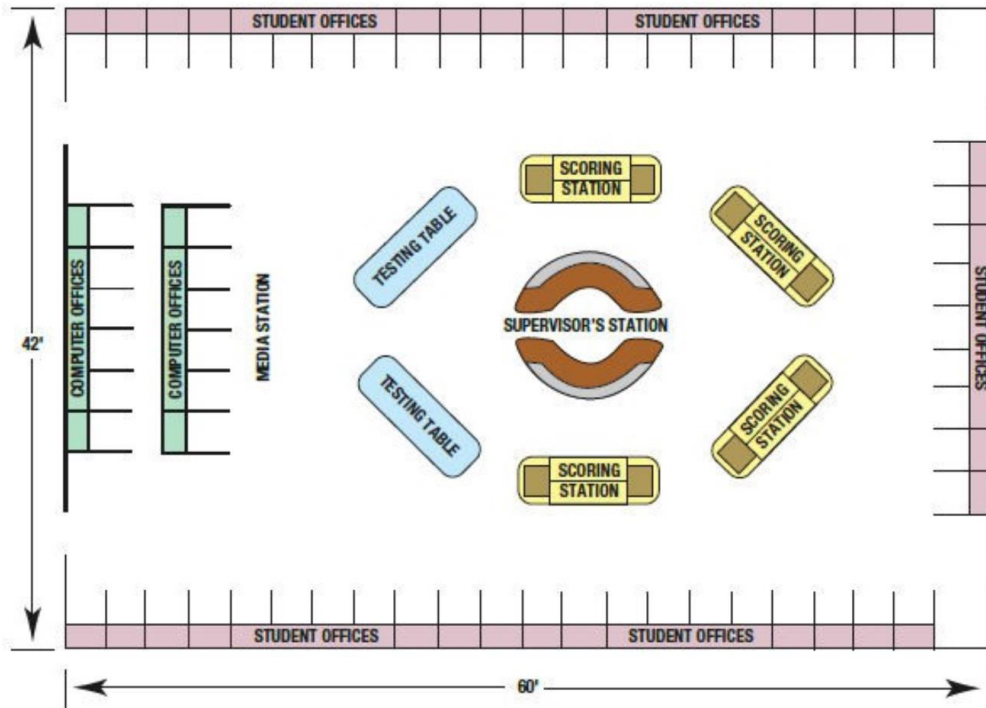 STUDENT OFFICES
STUDENT OFFICES
SCORING
STATION
TESTING TABLE
SCORING
STATION
COMPUTER OFFICES
COMPUTER OFFICES
MEDIA STATION
SUPERVISOR'S STATION
STUDENT OFFICES
42'
TESTING TABLE
SCORING
STATION
SCORING
STATION
STUDENT OFFICES
STUDENT OFFICES
60'